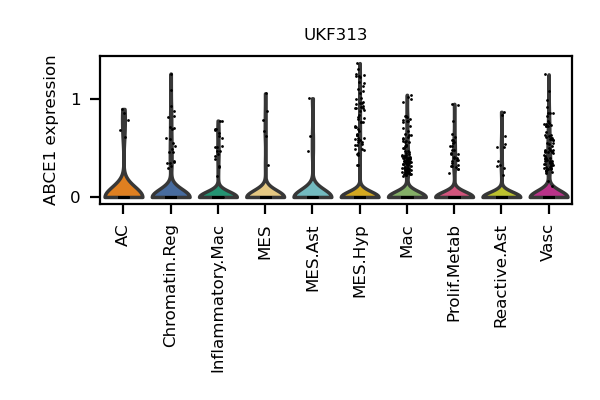 UKF313
ABCE1 expression
1
0
AC
Chromatin.Reg
Inflammatory.Mac
MES
MES.Ast
MES.Hyp
Mac
Prolif.Metab
Reactive.Ast
Vasc